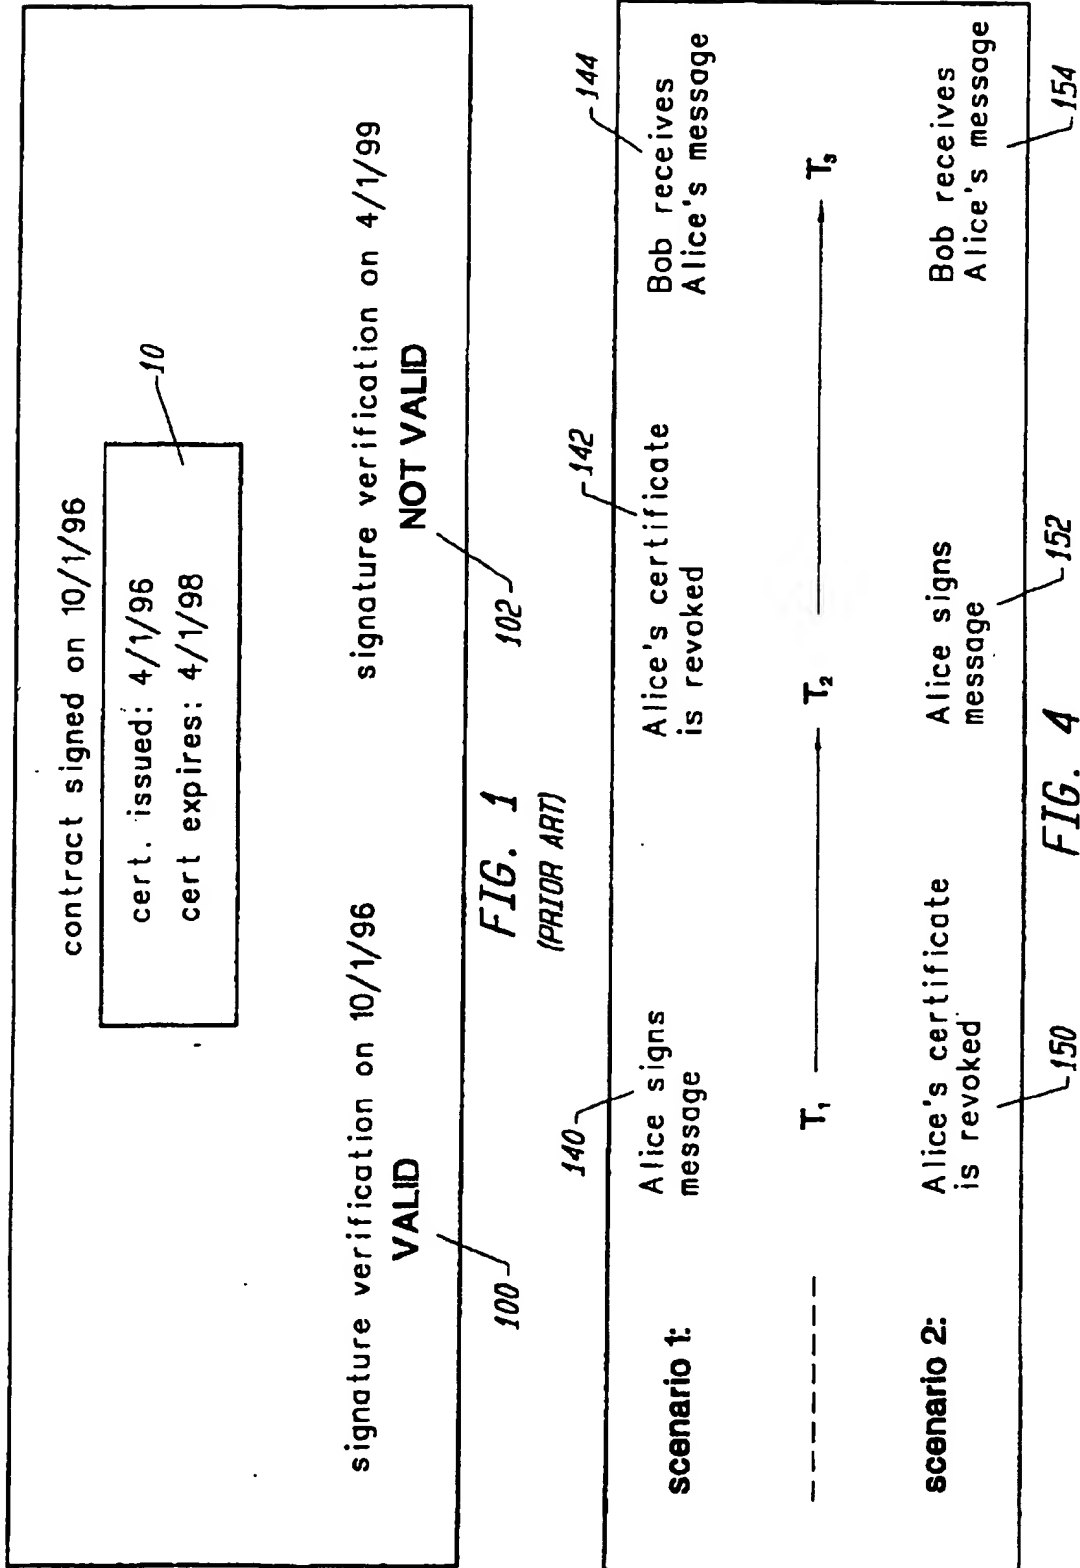 contract signed on 10/1/96
cert. issued: 4/1/96
cert expires: 4/1/98
10
signature verification on 10/1/96
VALID
signature verification on 4/1/99
NOT VALID
100
102
FIG. 1
(PRIOR ART)
140
142
144
scenario 1:
Alice signs
message
Alice's certificate
is revoked
Bob receives
Alice's message
T1
T2
T3
scenario 2:
Alice's certificate
is revoked
Alice signs
message
Bob receives
Alice's message
150
152
154
FIG. 4